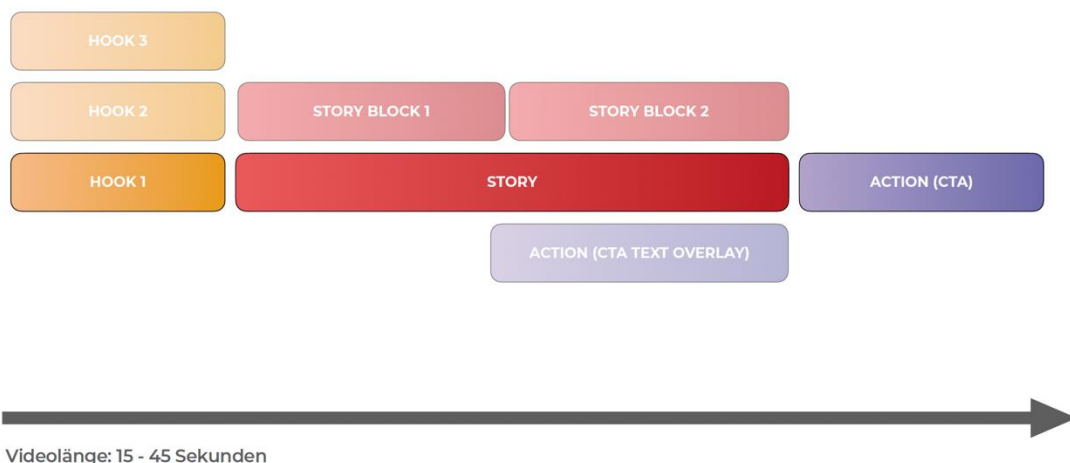 HOOK 3
HOOK 2
STORY BLOCK 1
STORY BLOCK 2
HOOK 1
STORY
ACTION (CTA)
ACTION (CTA TEXT OVERLAY)
Videolänge: 15 - 45 Sekunden